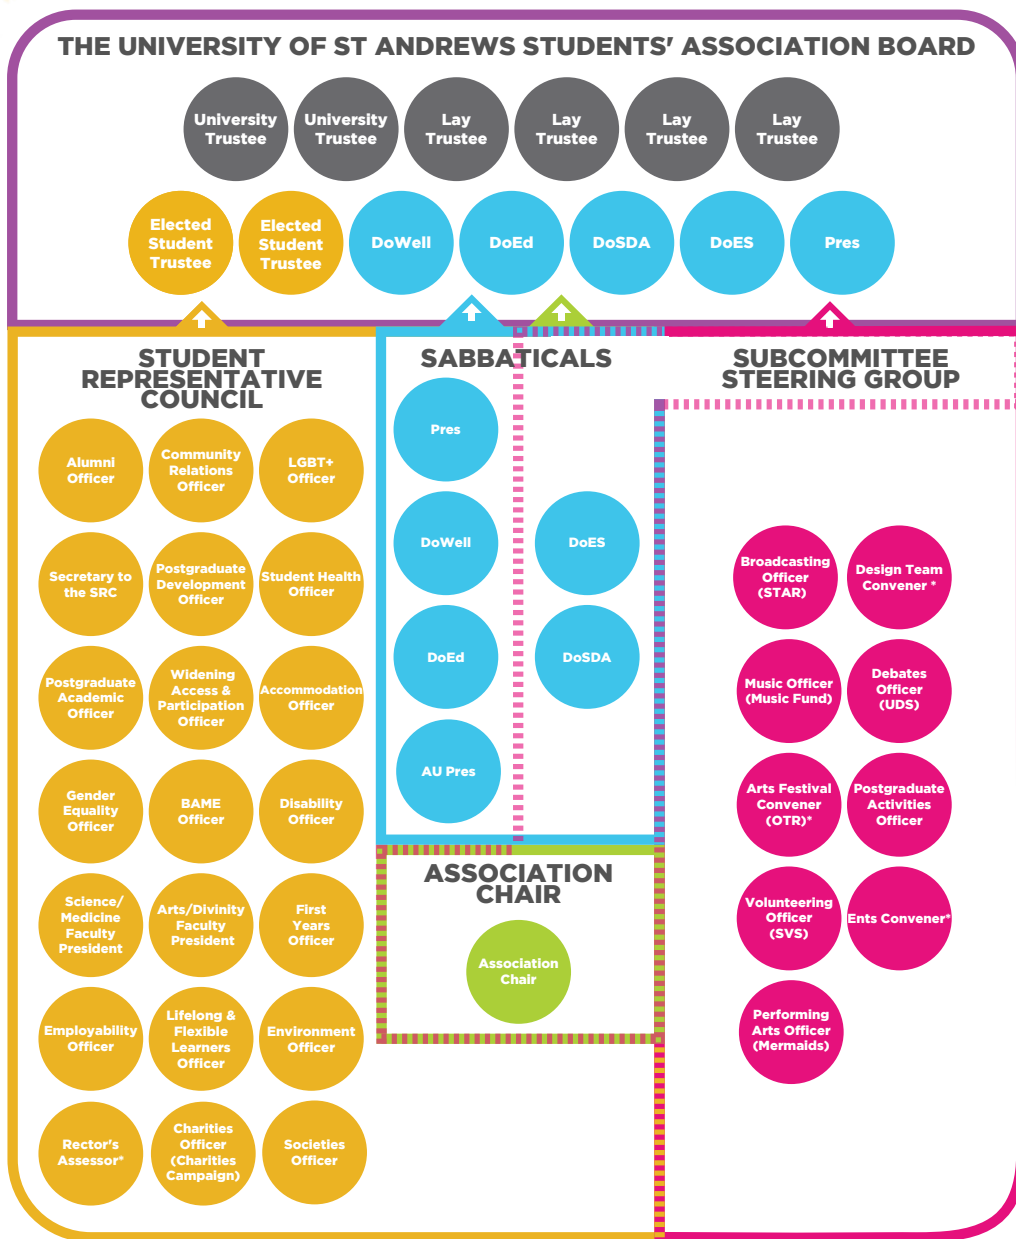 THE UNIVERSITY OF ST ANDREWS STUDENTS' ASSOCIATION BOARD
University
Trustee
University
Trustee
Lay
Trustee
Lay
Trustee
Lay
Trustee
Lay
Trustee
Elected
Student
Trustee
Elected
Student
Trustee
DoWell
DoEd
DoSDA
DoES
Pres
STUDENT
REPRESENTATIVE
COUNCIL
Alumni
Officer
Community
Relations
Officer
LGBT+
Officer
Secretary to
the SRC
Postgraduate
Development
Officer
Student Health
Officer
Postgraduate
Academic
Officer
Widening
Access &
Participation
Officer
Accommodation
Officer
Gender
Equality
Officer
BAME
Officer
Disability
Officer
Science/
Medicine
Faculty
President
Arts/Divinity
Faculty
President
First
Years
Officer
Employability
Officer
Lifelong &
Flexible
Learners
Officer
Environment
Officer
Rector's
Assessor*
Charities
Officer
(Charities
Campaign)
Societies
Officer
SABBATICALS
Pres
DoWell
DoES
DoEd
DoSDA
AU Pres
ASSOCIATION
CHAIR
Association
Chair
SUBCOMMITTEE
STEERING GROUP
Broadcasting
Officer
(STAR)
Design Team
Convener *
Music Officer
(Music Fund)
Debates
Officer
(UDS)
Arts Festival
Convener
(OTR)*
Postgraduate
Activities
Officer
Volunteering
Officer
(SVS)
Ents Convener*
Performing
Arts Officer
(Mermaids)